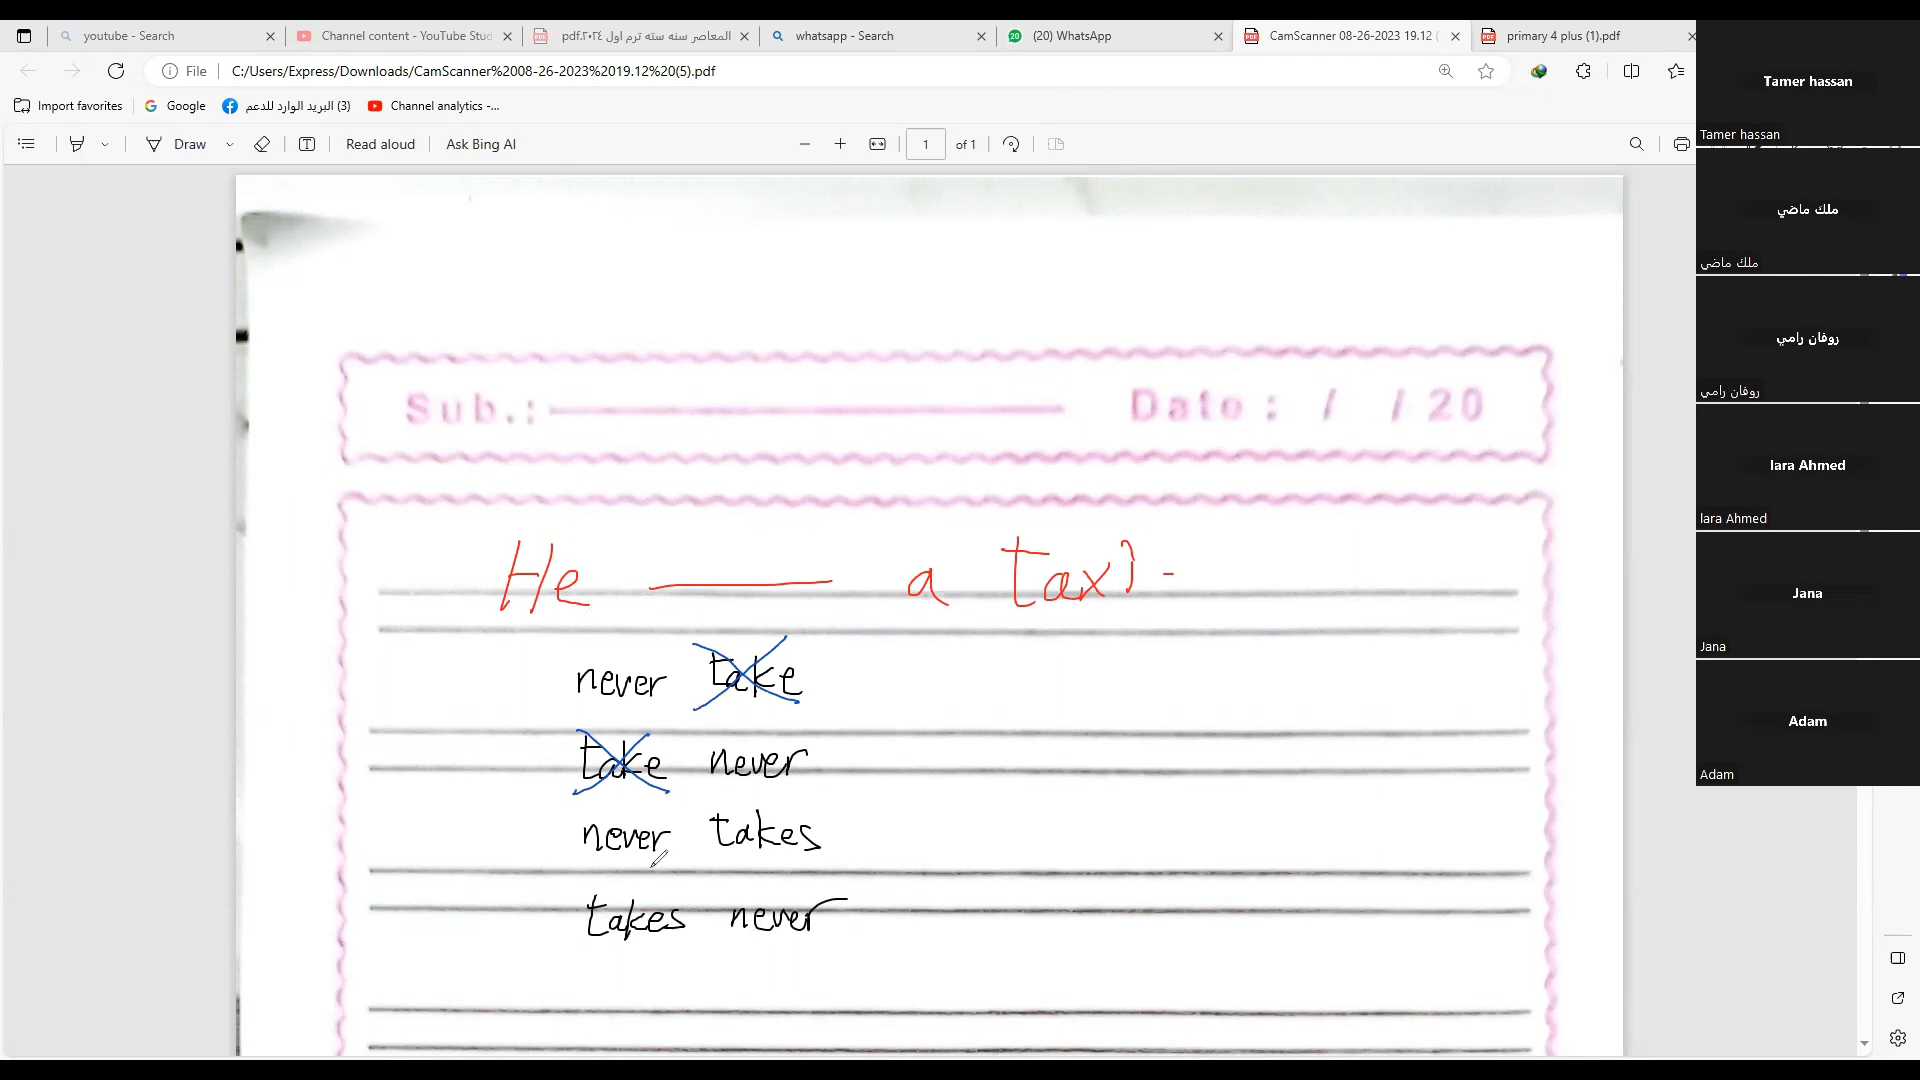 youtube - Search
Channel content - YouTube Stud
المعاصر سنه سته ترم اول ٢٠٢٤.pdf
whatsapp - Search
(20) WhatsApp
CamScanner 08-26-2023 19.12 (
primary 4 plus (1).pdf
File
C:/Users/Express/Downloads/CamScanner%2008-26-2023%2019.12%20(5).pdf
Import favorites
Google
(3) البريد الوارد للدعم
Channel analytics -...
Draw
Read aloud
Ask Bing AI
1
of 1
Sub.:
Date : / / 20
He a taxi.
never take
take never
never takes
takes never
Tamer hassan
Tamer hassan
ملك ماضي
ملك ماضي
روفان رامي
روفان رامي
lara Ahmed
lara Ahmed
Jana
Jana
Adam
Adam